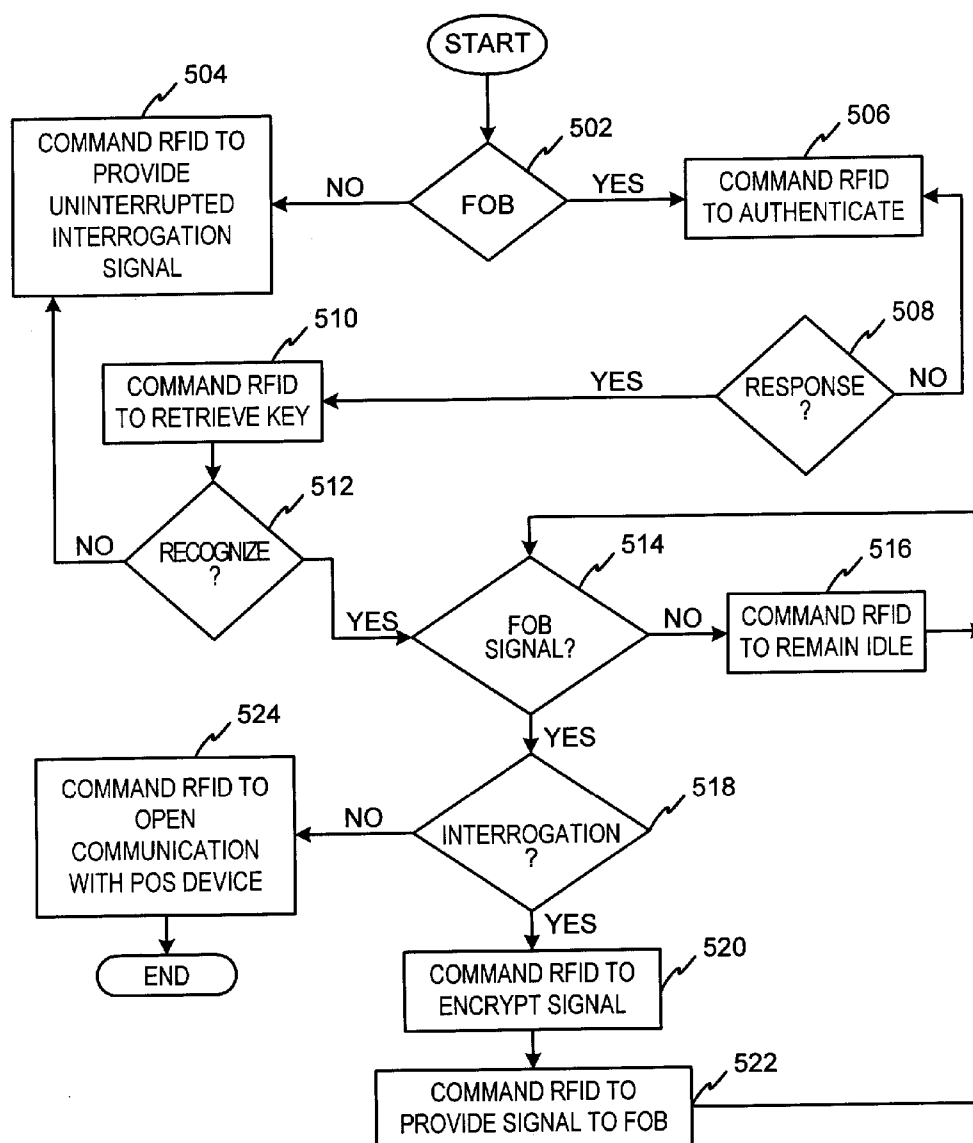 START
504
502
506
COMMAND RFID TO
PROVIDE
UNINTERRUPTED
INTERROGATION
SIGNAL
NO
FOB
YES
COMMAND RFID
TO AUTHENTICATE
510
508
COMMAND RFID
TO RETRIEVE KEY
YES
RESPONSE
?
NO
512
NO
RECOGNIZE
?
YES
514
516
FOB
SIGNAL?
NO
COMMAND RFID
TO REMAIN IDLE
YES
524
518
COMMAND RFID TO
OPEN
COMMUNICATION
WITH POS DEVICE
NO
INTERROGATION
?
YES
END
520
COMMAND RFID TO
ENCRYPT SIGNAL
522
COMMAND RFID TO
PROVIDE SIGNAL TO FOB